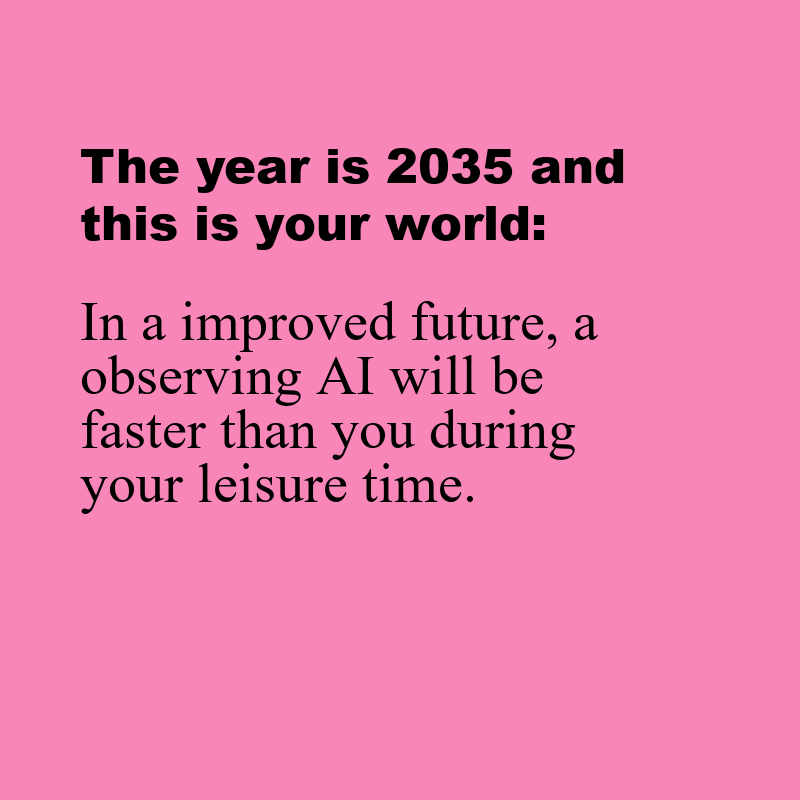 The year is 2035 and
this is your world:
In a improved future, a
observing AI will be
faster than you during
your leisure time.